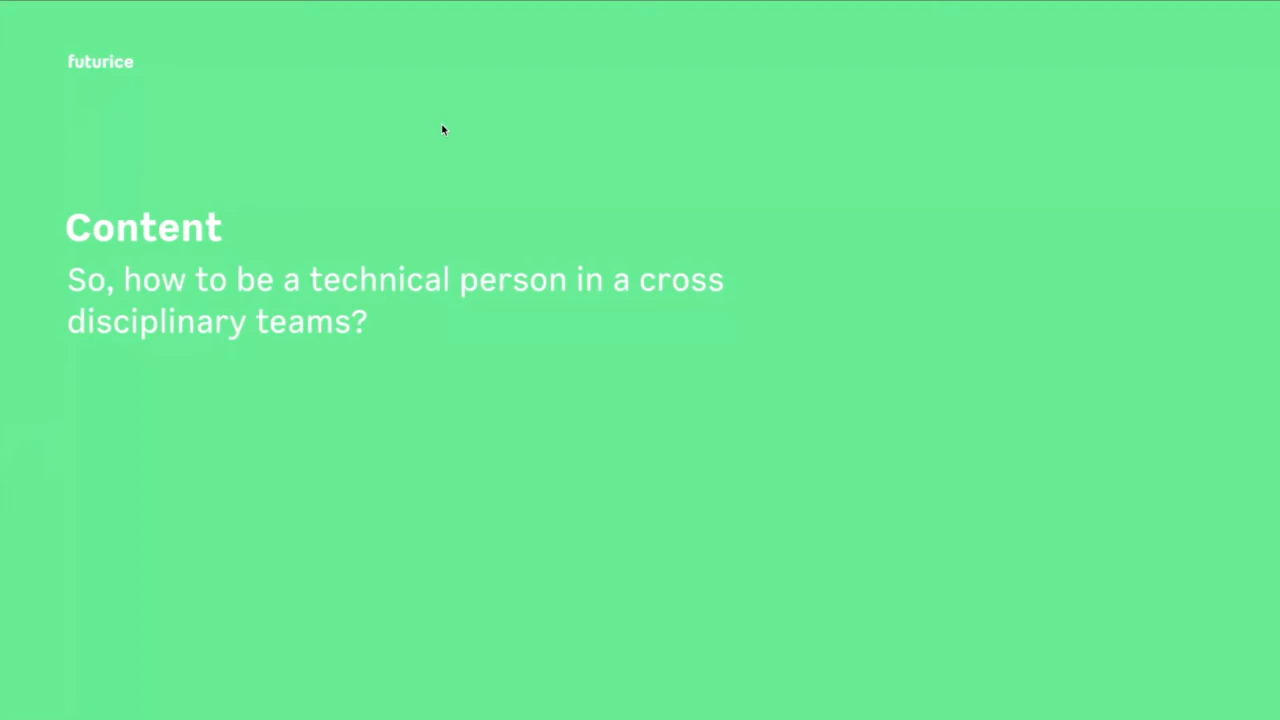 futurice
Content
So, how to be a technical person in a cross
disciplinary teams?